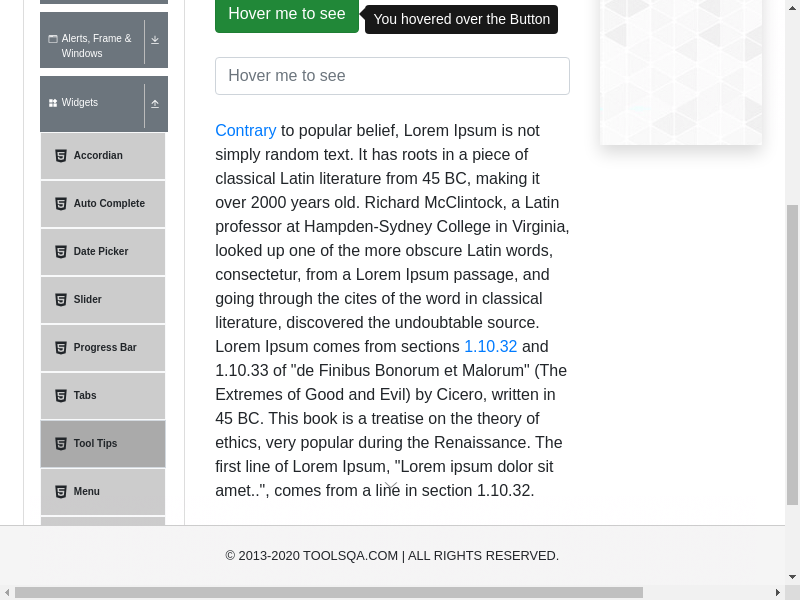 Hover me to see
You hovered over the Button
Alerts, Frame &
Windows
Hover me to see
Widgets
Contrary to popular belief, Lorem Ipsum is not
simply random text. It has roots in a piece of
classical Latin literature from 45 BC, making it
over 2000 years old. Richard McClintock, a Latin
professor at Hampden-Sydney College in Virginia,
looked up one of the more obscure Latin words,
consectetur, from a Lorem Ipsum passage, and
going through the cites of the word in classical
literature, discovered the undoubtable source.
Lorem Ipsum comes from sections 1.10.32 and
1.10.33 of "de Finibus Bonorum et Malorum" (The
Extremes of Good and Evil) by Cicero, written in
45 BC. This book is a treatise on the theory of
ethics, very popular during the Renaissance. The
first line of Lorem Ipsum, "Lorem ipsum dolor sit
amet..", comes from a line in section 1.10.32.
Accordian
Auto Complete
Date Picker
Slider
Progress Bar
Tabs
Tool Tips
Menu
© 2013-2020 TOOLSQA.COM | ALL RIGHTS RESERVED.